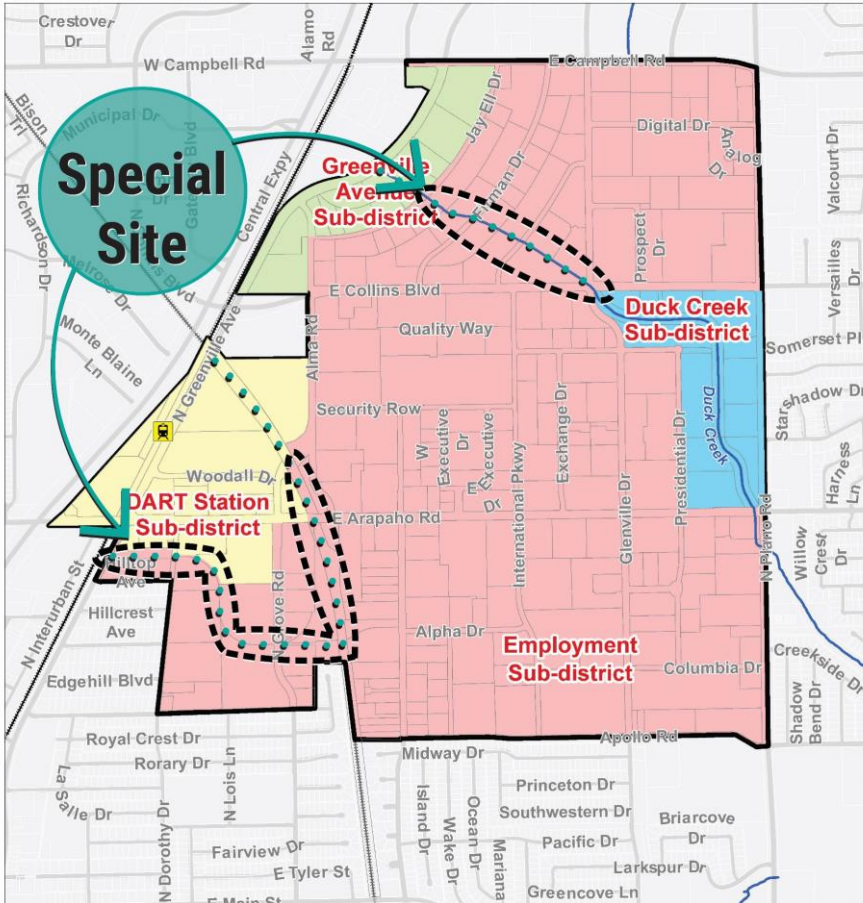 Crestover
Dr
Alamo
Rd
W Campbell Rd
E Campbell Rd
Bison
Trl
Municipal Dr
Jay Ell Dr
Digital Dr
Analog
Dr
Valcourt Dr
Special
Site
Central Expy
Greenville
Avenue
Sub-district
Firman Dr
Richardson Dr
Melrose Dr
Prospect
Dr
Versailles
Dr
E Collins Blvd
Duck Creek
Sub-district
Monte Blaine
Ln
N Greenville Ave
Alma Rd
Quality Way
Somerset Pl
Starshadow Dr
Security Row
W
Executive
Dr
E Executive
Dr
International Pkwy
Exchange Dr
Glenville Dr
Presidential Dr
Duck Creek
Harness
Ln
Woodall Dr
DART Station
Sub-district
E Arapaho Rd
N Plano Rd
Willow
Crest
Dr
N Interurban St
Hilltop
Ave
N Grove Rd
Hillcrest
Ave
Alpha Dr
Employment
Sub-district
Columbia Dr
Creekside Dr
Edgehill Blvd
Shadow
Bend Dr
Royal Crest Dr
Apollo Rd
Midway Dr
Rorary Dr
La Salle Dr
N Lois Ln
Princeton Dr
Southwestern Dr
Briarcove
Dr
Island Dr
Wake Dr
Ocean Dr
Mariana
Pacific Dr
Fairview Dr
N Dorothy Dr
E Tyler St
Larkspur Dr
Greencove Ln
E Main St